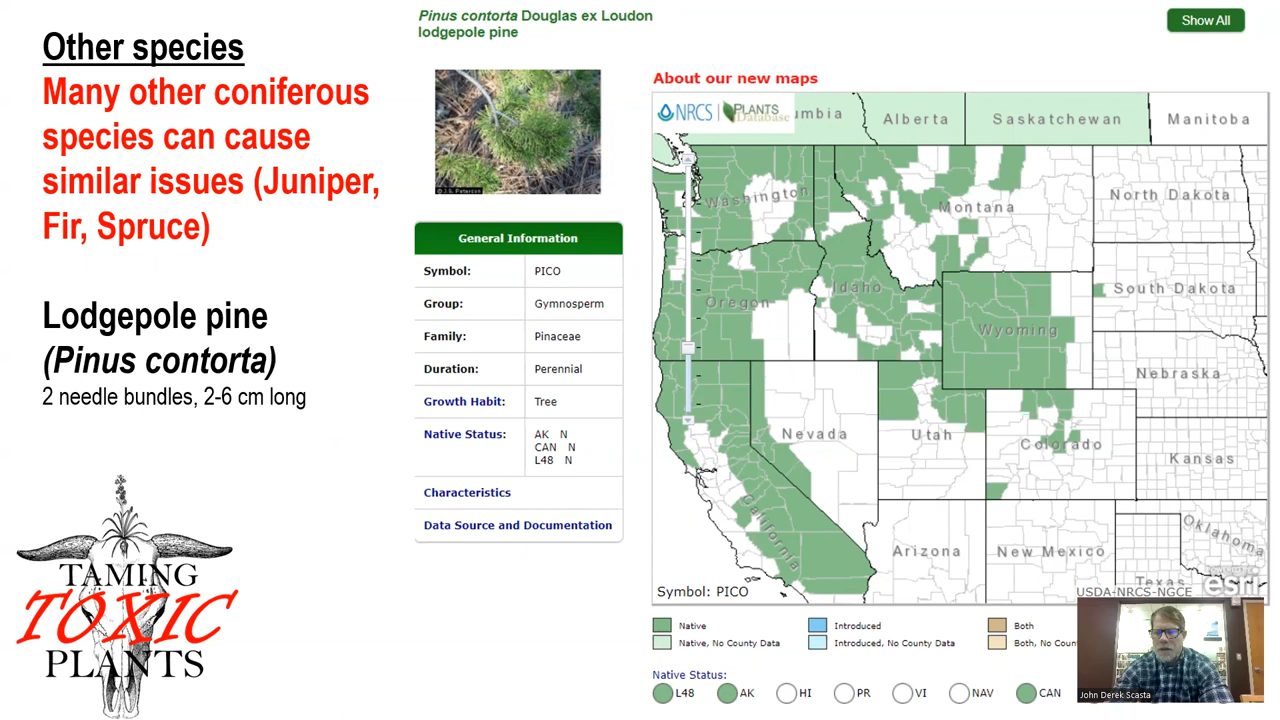 Other species
Many other coniferous
species can cause
similar issues (Juniper,
Fir, Spruce)
Lodgepole pine
(Pinus contorta)
2 needle bundles, 2-6 cm long
TAMING
TOXIC
PLANTS
Pinus contorta Douglas ex Loudon
lodgepole pine
Show All
General Information
Symbol: PICO
Group: Gymnosperm
Family: Pinaceae
Duration: Perennial
Growth Habit: Tree
Native Status: AK N
CAN N
L48 N
Characteristics
Data Source and Documentation
About our new maps
NRCS PLANTS
Database
umbia
Alberta
Saskatchewan
Manitoba
Washington
Montana
North Dakota
Oregon
Idaho
Wyoming
South Dakota
Nebraska
Nevada
Utah
Colorado
Kansas
California
Arizona
New Mexico
Oklahoma
Texas
esri
Symbol: PICO
USDA-NRCS-NGCE
Native Introduced Both
Native, No County Data Introduced, No County Data Both, No Coun
Native Status:
L48 AK HI PR VI NAV CAN
John Derek Scasta